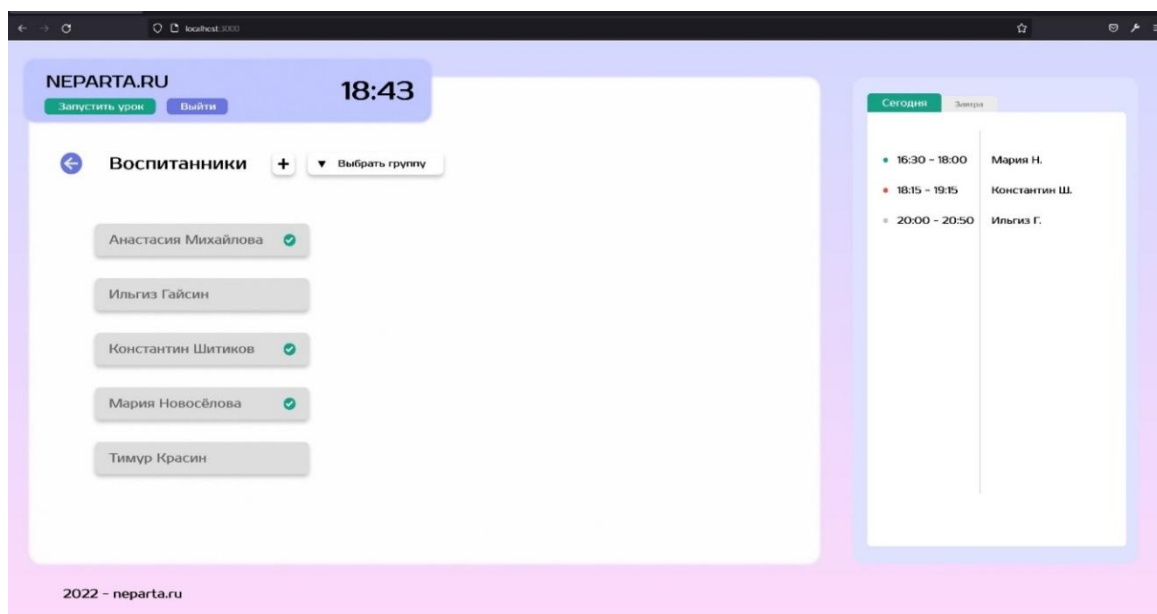 localhost:3000
NEPARTA.RU
18:43
Запустить урок
Выйти
Воспитанники
+
Выбрать группу
Анастасия Михайлова
Ильгиз Гайсин
Константин Шитиков
Мария Новосёлова
Тимур Красин
Сегодня
Завтра
16:30 - 18:00 Мария Н.
18:15 - 19:15 Константин Ш.
20:00 - 20:50 Ильгиз Г.
2022 - neparta.ru